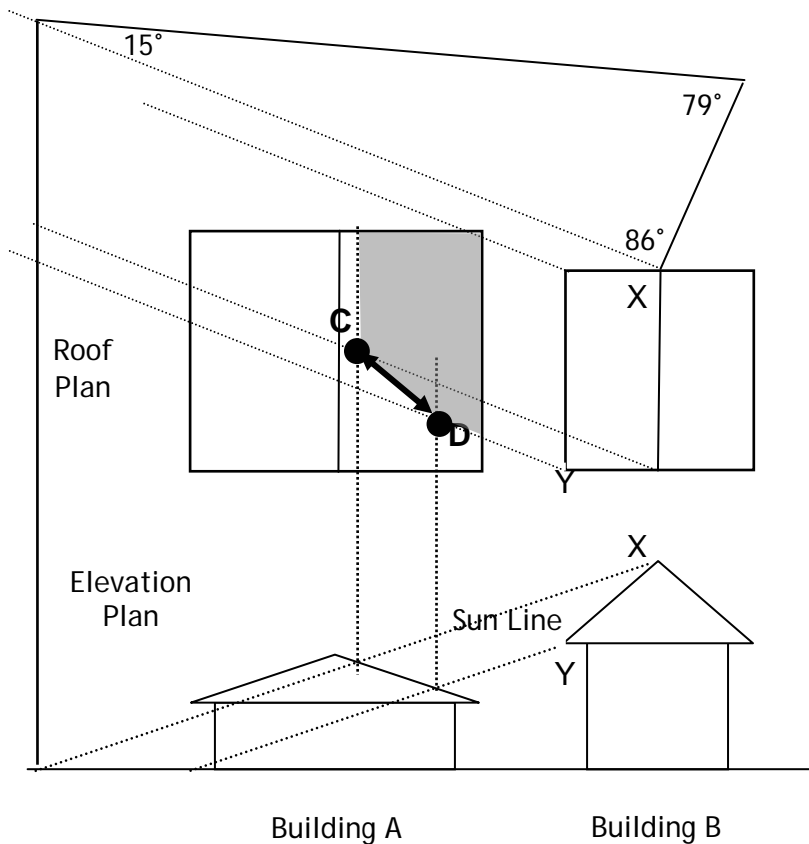 15˚
79˚
86˚
X
C
Roof
Plan
D
Y
X
Elevation
Plan
Sun Line
Y
Building A
Building B